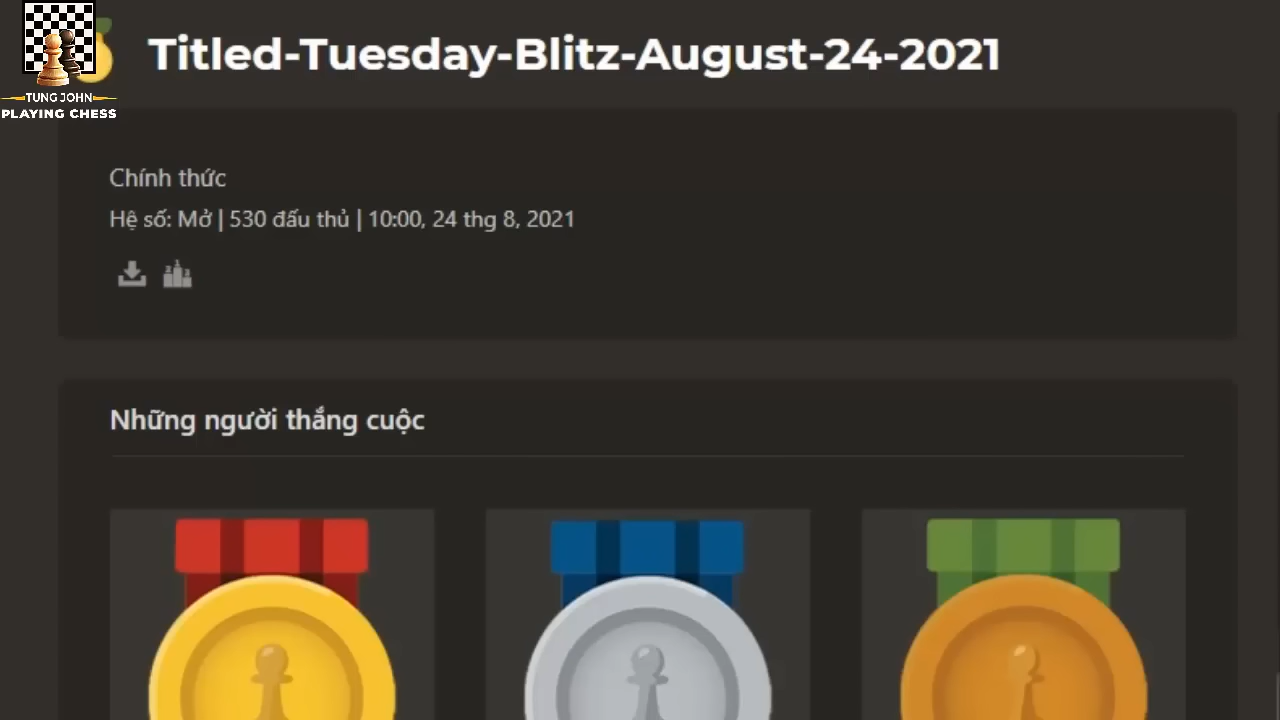 Titled-Tuesday-Blitz-August-24-2021
TUNG JOHN
PLAYING CHESS
Chính thức
Hệ số: Mở | 530 đấu thủ | 10:00, 24 thg 8, 2021
Những người thắng cuộc